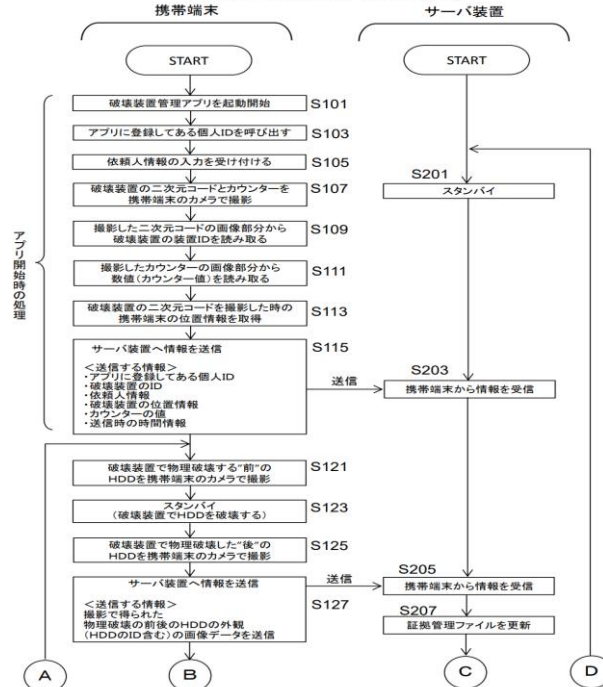 携帯端末
サーバ装置
START
START
アプリ開始時の処理
破壊装置管理アプリを起動開始
S101
アプリに登録してある個人IDを呼び出す
S103
依頼人情報の入力を受け付ける
S105
破壊装置の二次元コードとカウンターを
携帯端末のカメラで撮影
S107
撮影した二次元コードの画像部分から
破壊装置の装置IDを読み取る
S109
撮影したカウンターの画像部分から
数値(カウンター値)を読み取る
S111
破壊装置の二次元コードを撮影した時の
携帯端末の位置情報を取得
S113
サーバ装置へ情報を送信
S115
<送信する情報>
・アプリに登録してある個人ID
・破壊装置のID
・依頼人情報
・破壊装置の位置情報
・カウンターの値
・送信時の時間情報
送信
S201
スタンバイ
S203
携帯端末から情報を受信
破壊装置で物理破壊する"前"の
HDDを携帯端末のカメラで撮影
S121
スタンバイ
(破壊装置でHDDを破壊する)
S123
破壊装置で物理破壊した"後"の
HDDを携帯端末のカメラで撮影
S125
サーバ装置へ情報を送信
S127
<送信する情報>
撮影で得られた
物理破壊の前後のHDDの外観
(HDDのID含む)の画像データを送信
送信
S205
携帯端末から情報を受信
S207
証拠管理ファイルを更新
A
B
C
D